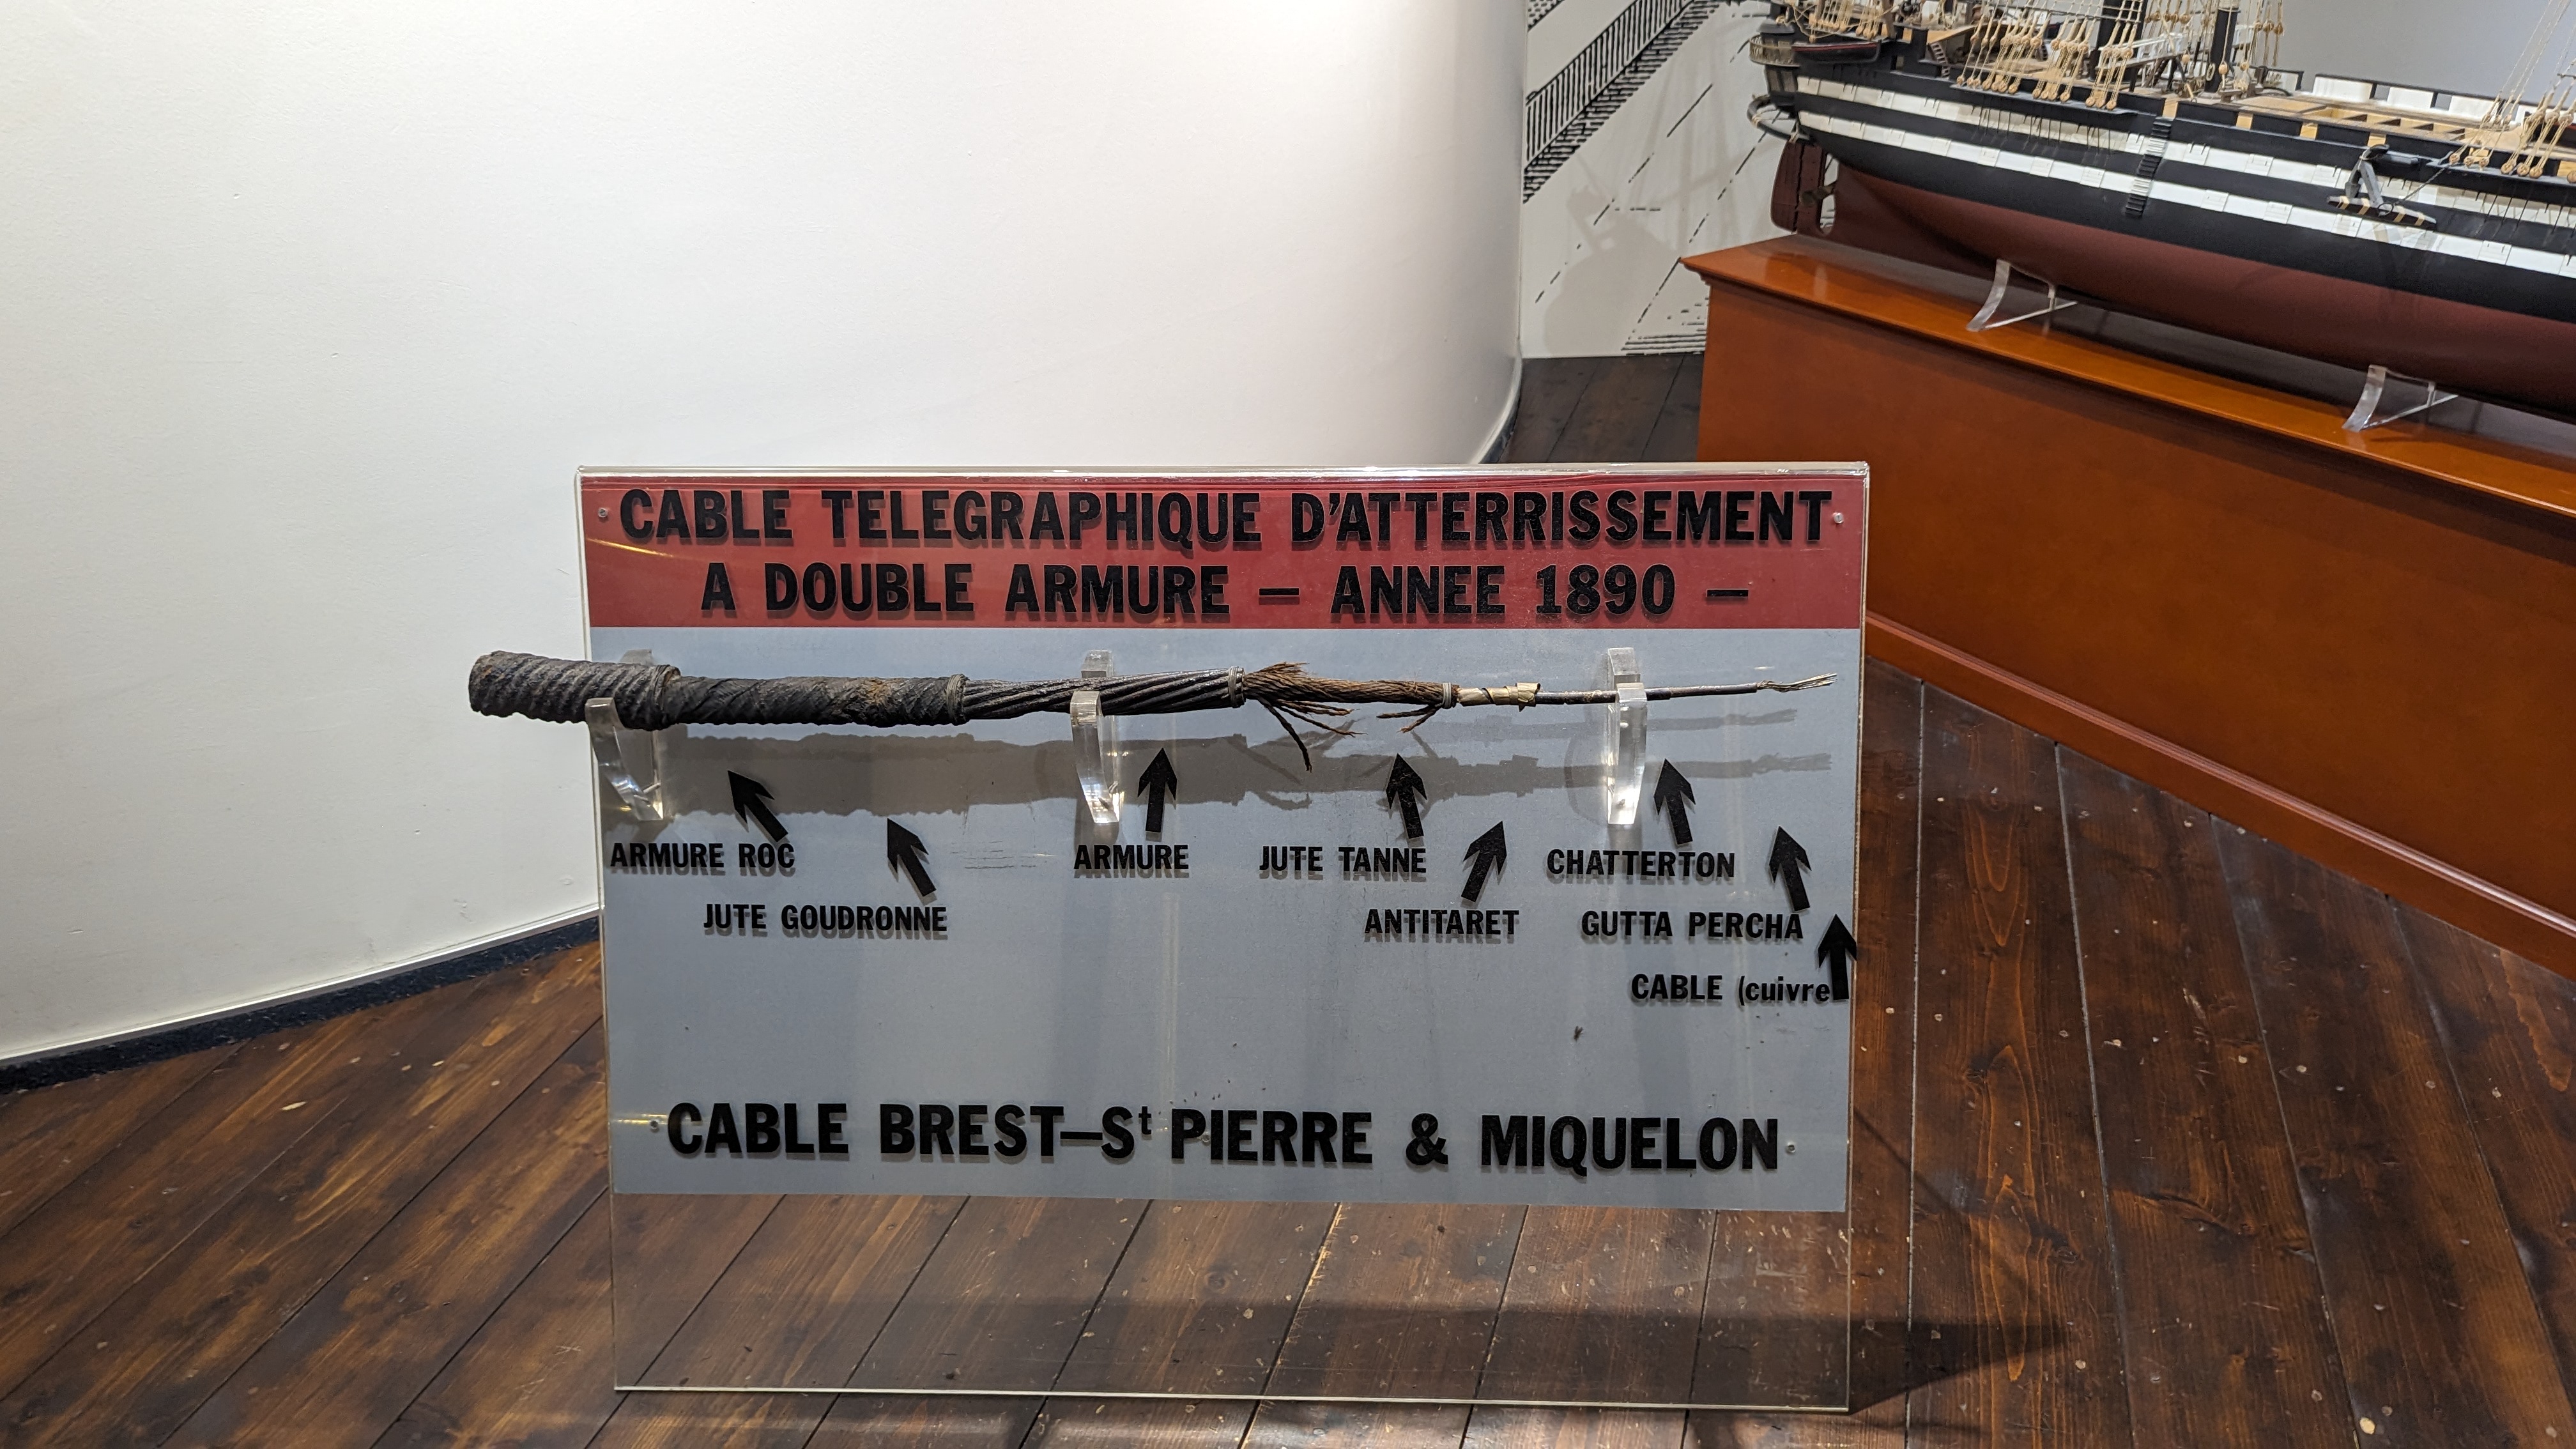 CABLE TELEGRAPHIQUE D'ATTERRISSEMENT
A DOUBLE ARMURE — ANNEE 1890 —
ARMURE ROC
ARMURE
JUTE TANNE
CHATTERTON
JUTE GOUDRONNE
ANTITARET
GUTTA PERCHA
CABLE (cuivre
CABLE BREST—St PIERRE & MIQUELON